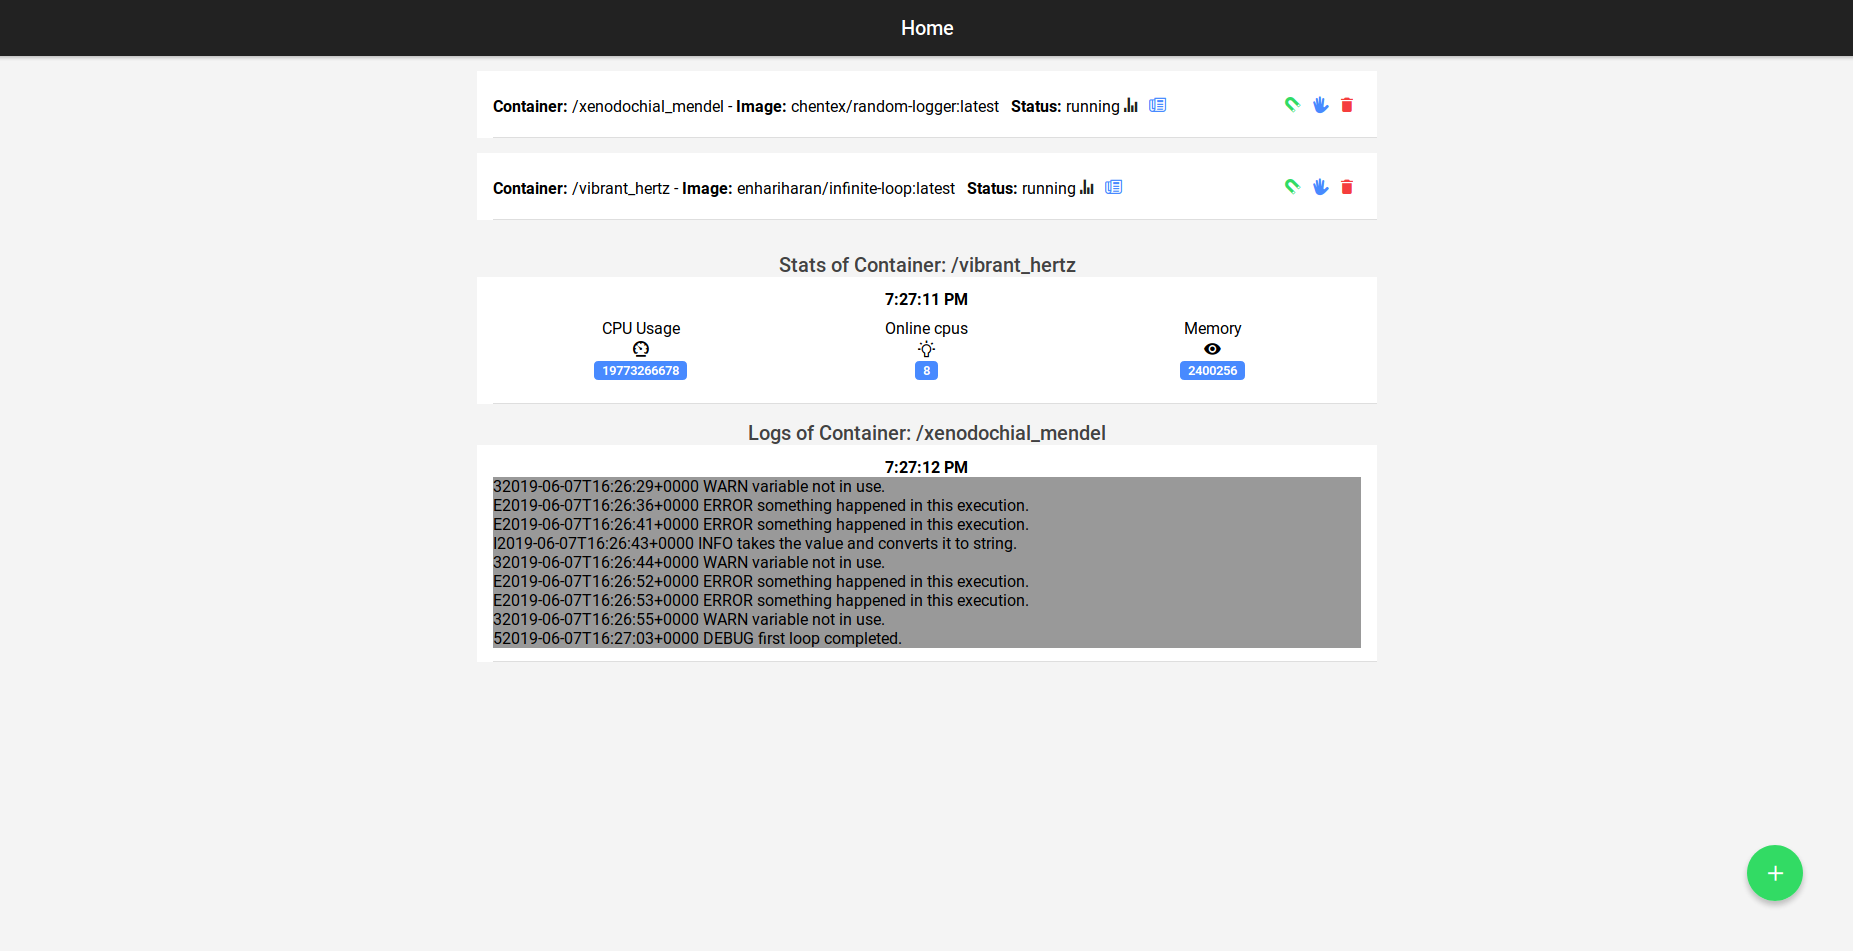 Home
Container: /xenodochial_mendel - Image: chentex/random-logger:latest Status: running
Container: /vibrant_hertz - Image: enhariharan/infinite-loop:latest Status: running
Stats of Container: /vibrant_hertz
7:27:11 PM
CPU Usage Online cpus Memory
19773266678 8 2400256
Logs of Container: /xenodochial_mendel
7:27:12 PM
32019-06-07T16:26:29+0000 WARN variable not in use.
E2019-06-07T16:26:36+0000 ERROR something happened in this execution.
E2019-06-07T16:26:41+0000 ERROR something happened in this execution.
I2019-06-07T16:26:43+0000 INFO takes the value and converts it to string.
32019-06-07T16:26:44+0000 WARN variable not in use.
E2019-06-07T16:26:52+0000 ERROR something happened in this execution.
E2019-06-07T16:26:53+0000 ERROR something happened in this execution.
32019-06-07T16:26:55+0000 WARN variable not in use.
52019-06-07T16:27:03+0000 DEBUG first loop completed.